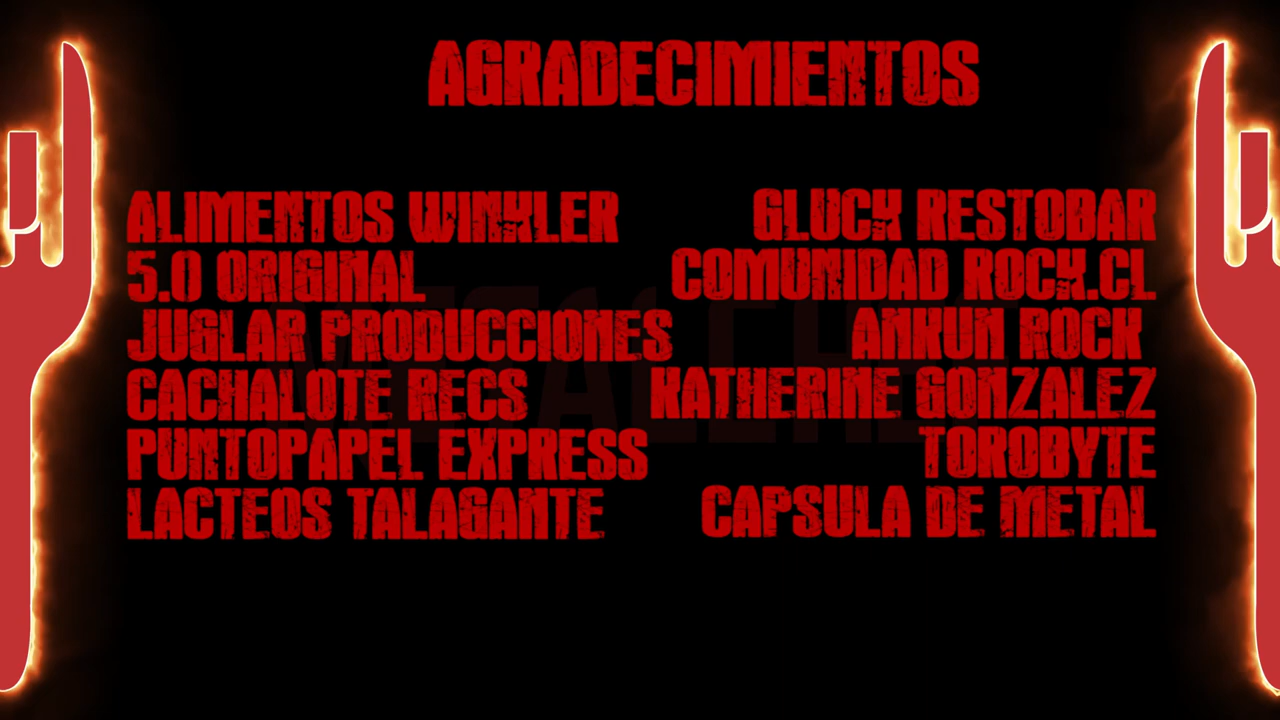 AGRADECIMIENTOS
ALIMENTOS WINKLER
5.0 ORIGINAL
JUGLAR PRODUCCIONES
CACHALOTE RECS
PUNTOPAPEL EXPRESS
LACTEOS TALAGANTE
GLUCK RESTOBAR
COMUNIDAD ROCK.CL
ANKUN ROCK
KATHERINE GONZALEZ
TOROBYTE
CAPSULA DE METAL